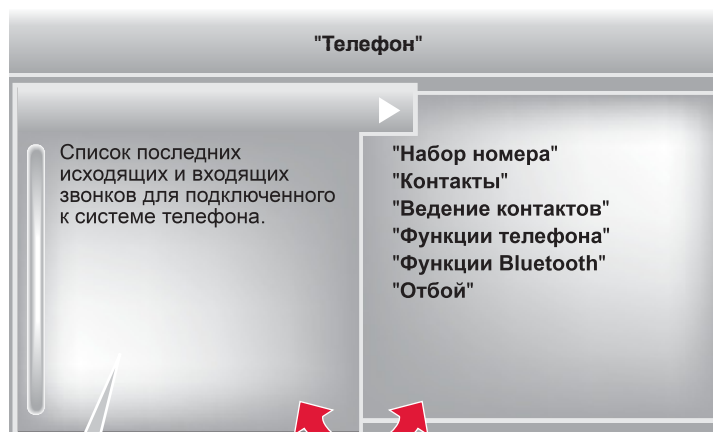 "Телефон"
Список последних
исходящих и входящих
звонков для подключенного
к системе телефона.
"Набор номера"
"Контакты"
"Ведение контактов"
"Функции телефона"
"Функции Bluetooth"
"Отбой"